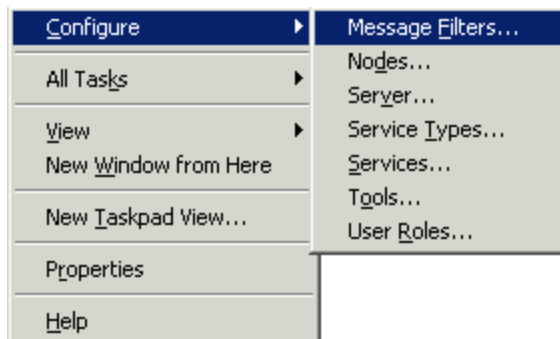 Configure
All Tasks
View
New Window from Here
New Taskpad View...
Properties
Help
Message Filters...
Nodes...
Server...
Service Types...
Services...
Tools...
User Roles...